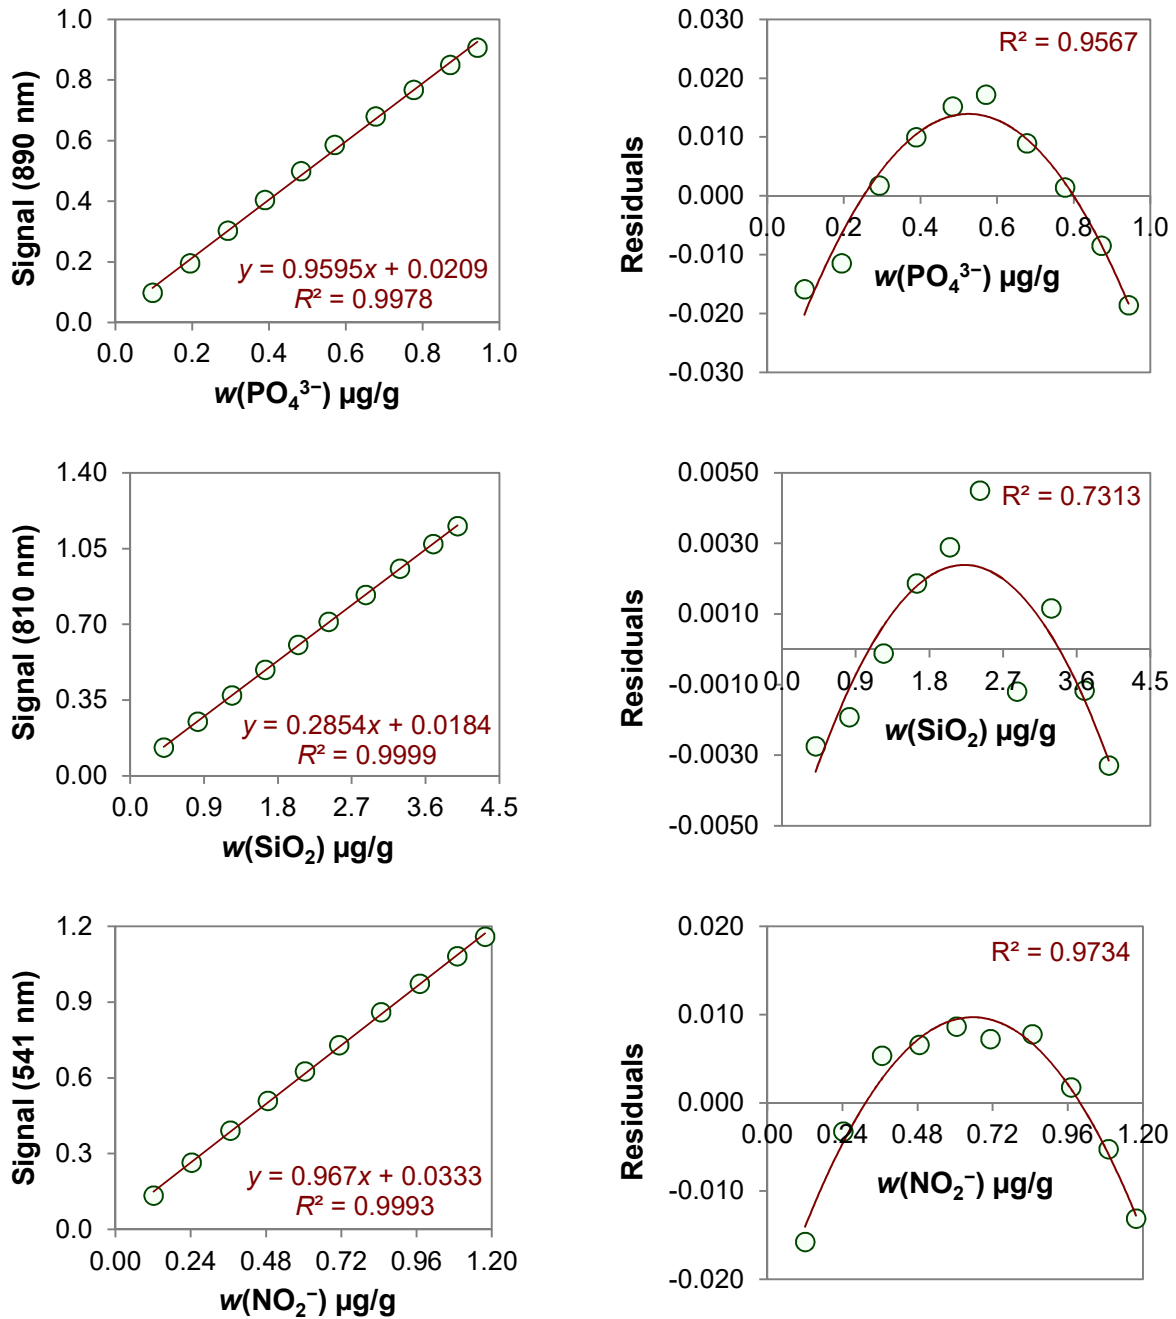 Signal (890 nm)
1.0
0.8
0.6
0.4
0.2
0.0
y = 0.9595x + 0.0209
R² = 0.9978
0.0 0.2 0.4 0.6 0.8 1.0
w(PO₄³⁻) µg/g
Residuals
0.030
0.020
0.010
0.000
-0.010
-0.020
-0.030
R² = 0.9567
0.0 0.2 0.4 0.6 0.8 1.0
w(PO₄³⁻) µg/g
Signal (810 nm)
1.40
1.05
0.70
0.35
0.00
y = 0.2854x + 0.0184
R² = 0.9999
0.0 0.9 1.8 2.7 3.6 4.5
w(SiO₂) µg/g
Residuals
0.0050
0.0030
0.0010
-0.0010
-0.0030
-0.0050
R² = 0.7313
0.0 0.9 1.8 2.7 3.6 4.5
w(SiO₂) µg/g
Signal (541 nm)
1.2
0.9
0.6
0.3
0.0
y = 0.967x + 0.0333
R² = 0.9993
0.00 0.24 0.48 0.72 0.96 1.20
w(NO₂⁻) µg/g
Residuals
0.020
0.010
0.000
-0.010
-0.020
R² = 0.9734
0.00 0.24 0.48 0.72 0.96 1.20
w(NO₂⁻) µg/g